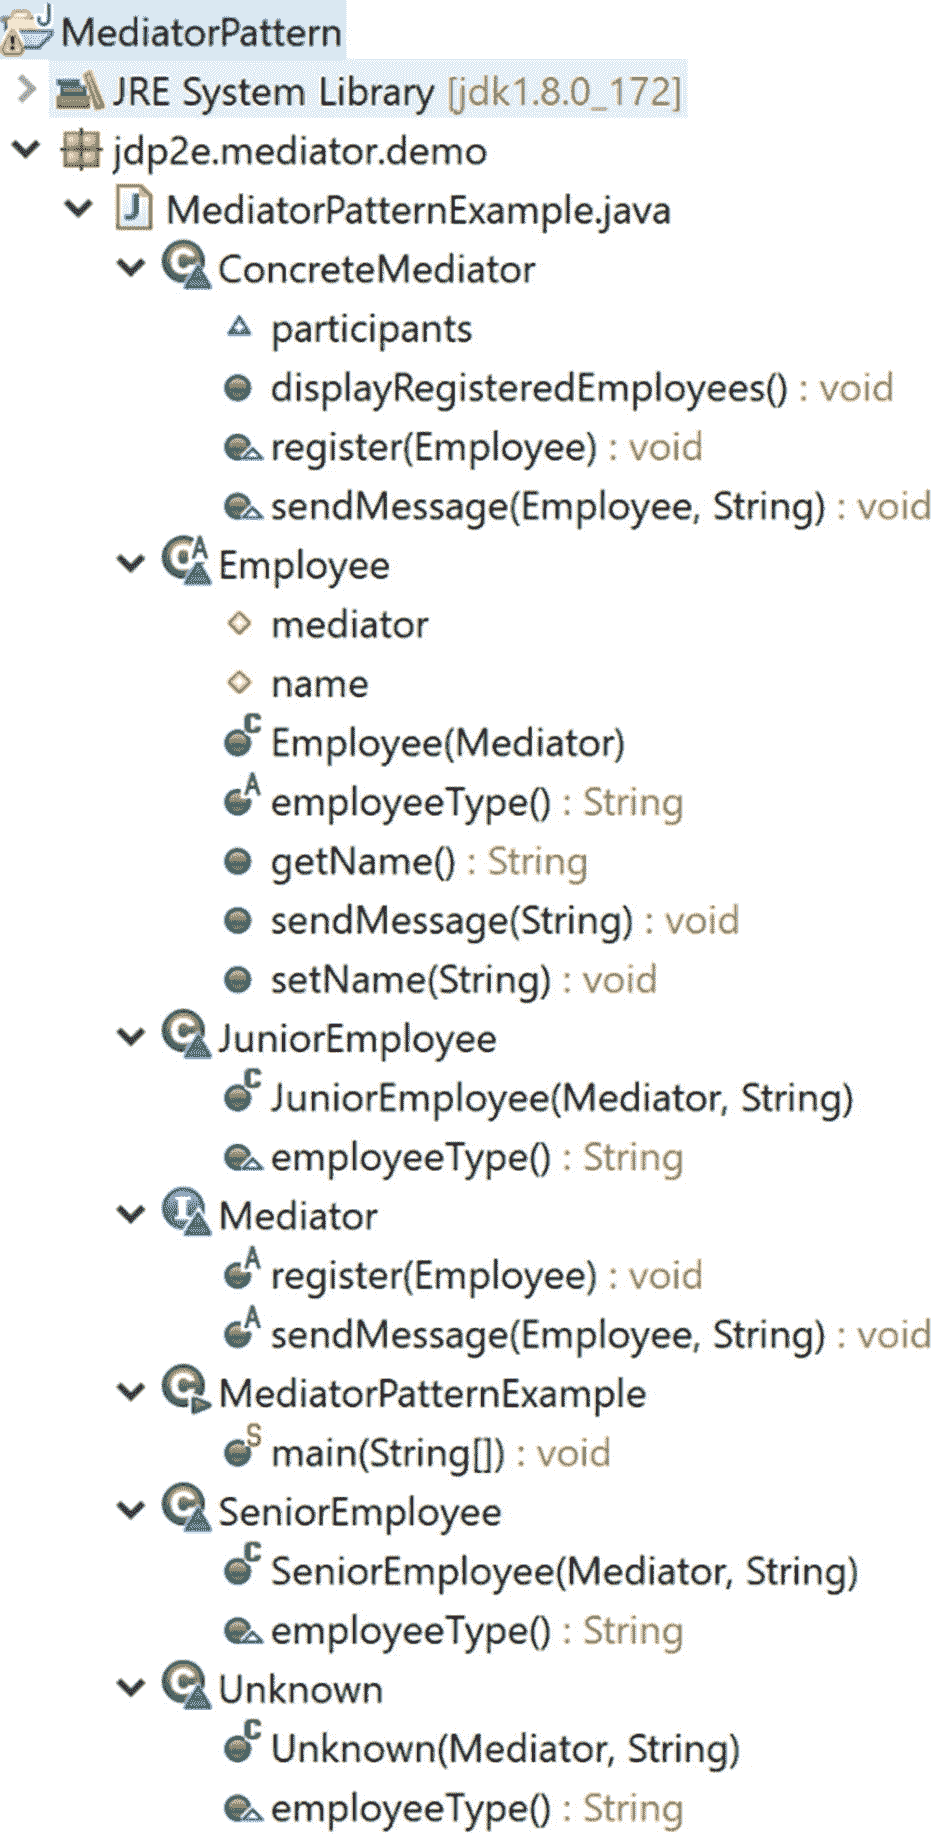 MediatorPattern
JRE System Library [jdk1.8.0_172]
jdp2e.mediator.demo
MediatorPatternExample.java
ConcreteMediator
participants
displayRegisteredEmployees() : void
register(Employee) : void
sendMessage(Employee, String) : void
Employee
mediator
name
Employee(Mediator)
employeeType() : String
getName() : String
sendMessage(String) : void
setName(String) : void
JuniorEmployee
JuniorEmployee(Mediator, String)
employeeType() : String
Mediator
register(Employee) : void
sendMessage(Employee, String) : void
MediatorPatternExample
main(String[]) : void
SeniorEmployee
SeniorEmployee(Mediator, String)
employeeType() : String
Unknown
Unknown(Mediator, String)
employeeType() : String